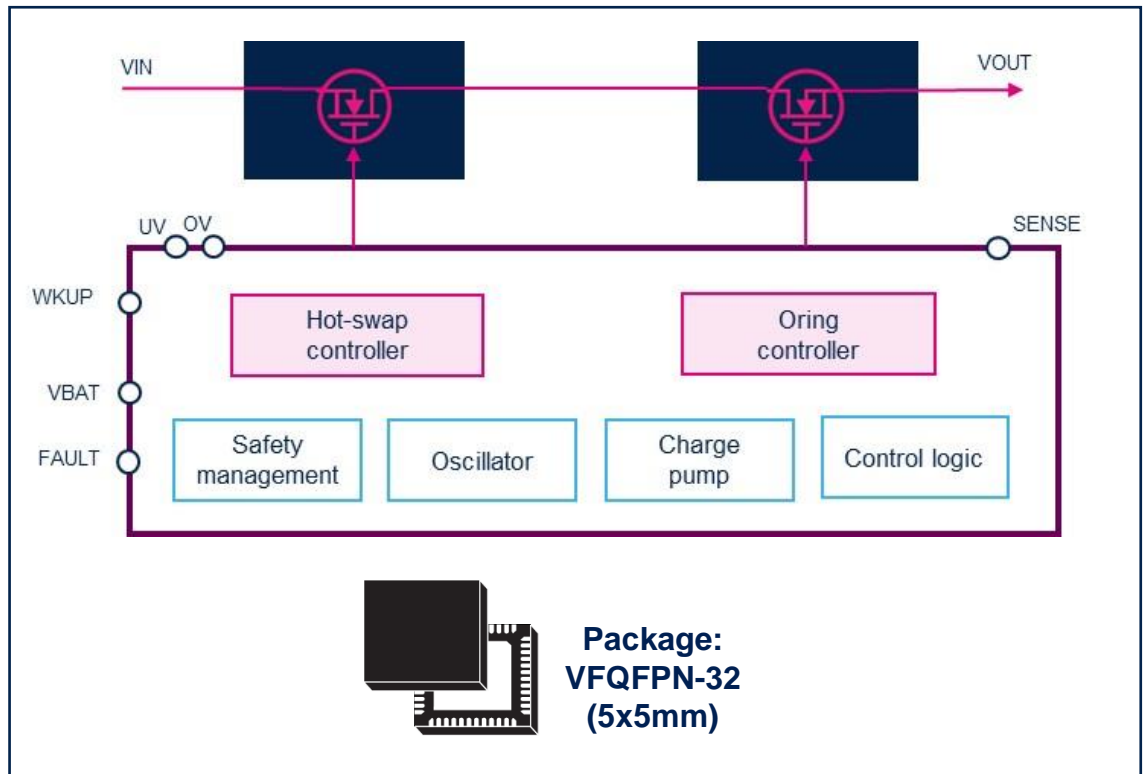 VIN
VOUT
UV OV
SENSE
WKUP
Hot-swap
controller
Oring
controller
VBAT
FAULT
Safety
management
Oscillator
Charge
pump
Control logic
Package:
VFQFPN-32
(5x5mm)